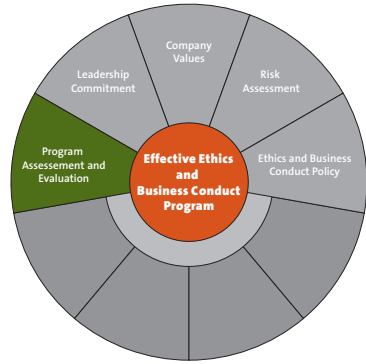 Company
Values
Leadership
Commitment
Risk
Assessment
Program
Assessment and
Evaluation
Effective Ethics
and
Business Conduct
Program
Ethics and Business
Conduct Policy